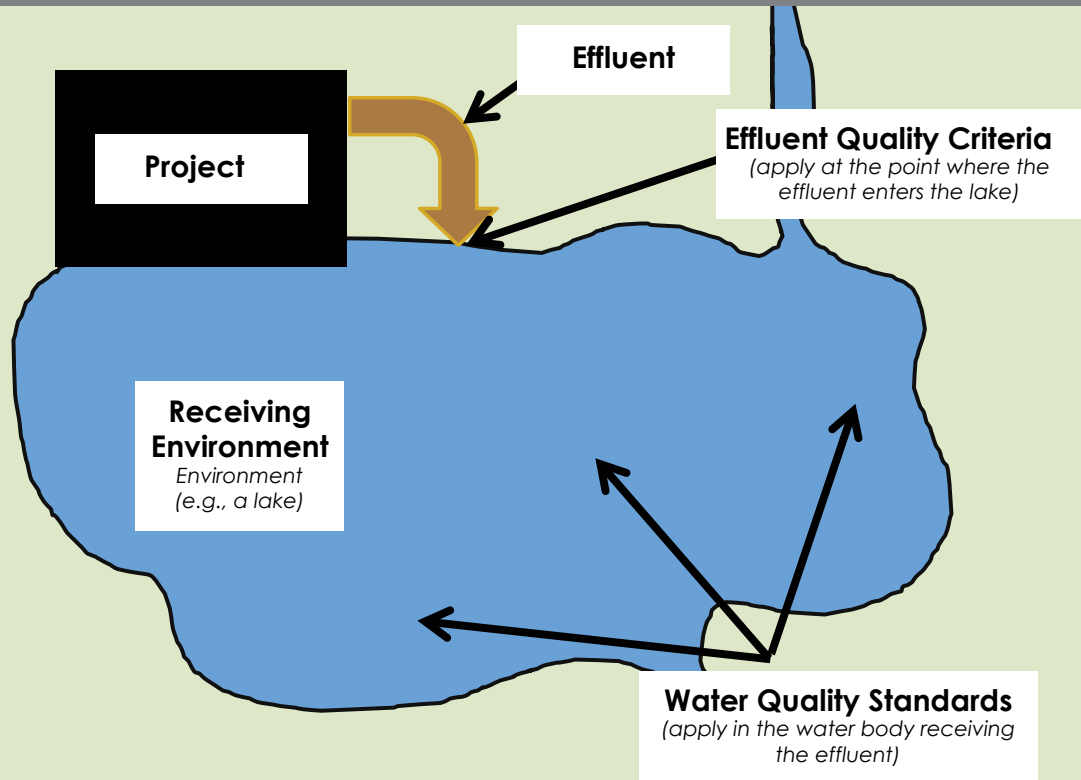 Effluent
Project
Effluent Quality Criteria
(apply at the point where the
effluent enters the lake)
Receiving
Environment
Environment
(e.g., a lake)
Water Quality Standards
(apply in the water body receiving
the effluent)